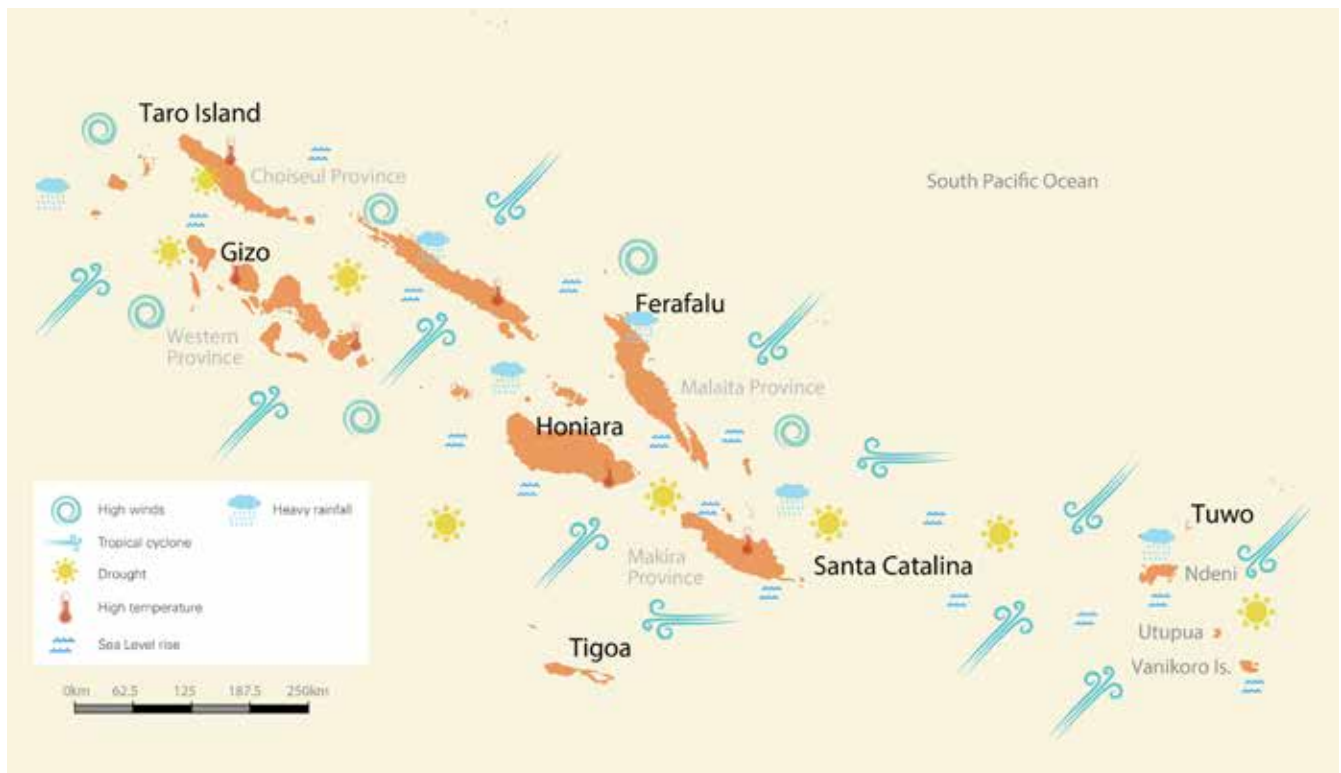 Taro Island
Choiseul Province
South Pacific Ocean
Gizo
Ferafalu
Western
Province
Malaita Province
Honiara
Tuwo
Makira
Province
Santa Catalina
Ndeni
Tigoa
Utupua
Vanikoro Is.
High winds
Heavy rainfall
Tropical cyclone
Drought
High temperature
Sea Level rise
0km 62.5 125 187.5 250km